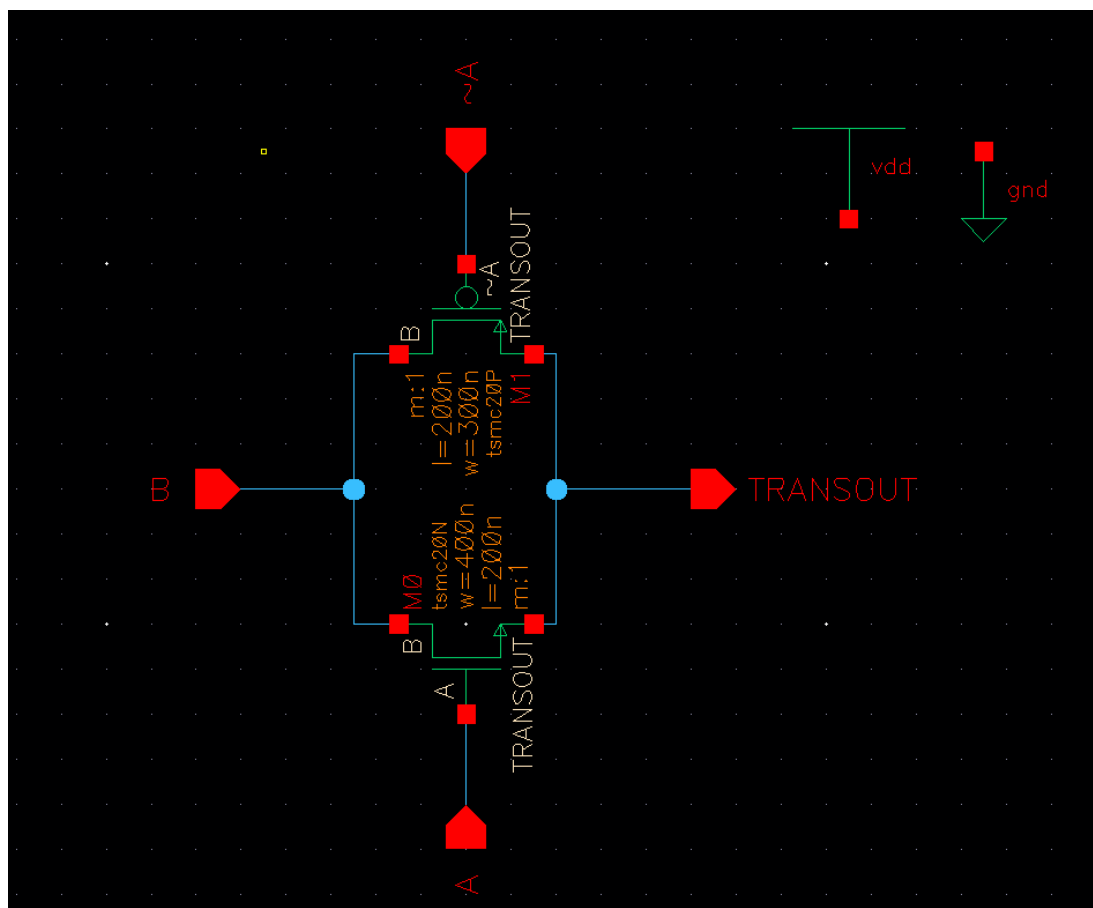 ~A
vdd
gnd
~A
TRANSOUT
B
m:1
l=200n
w=300n
tsmc20P
M1
B
TRANSOUT
M0
tsmc20N
w=400n
l=200n
m:1
B
A
TRANSOUT
A